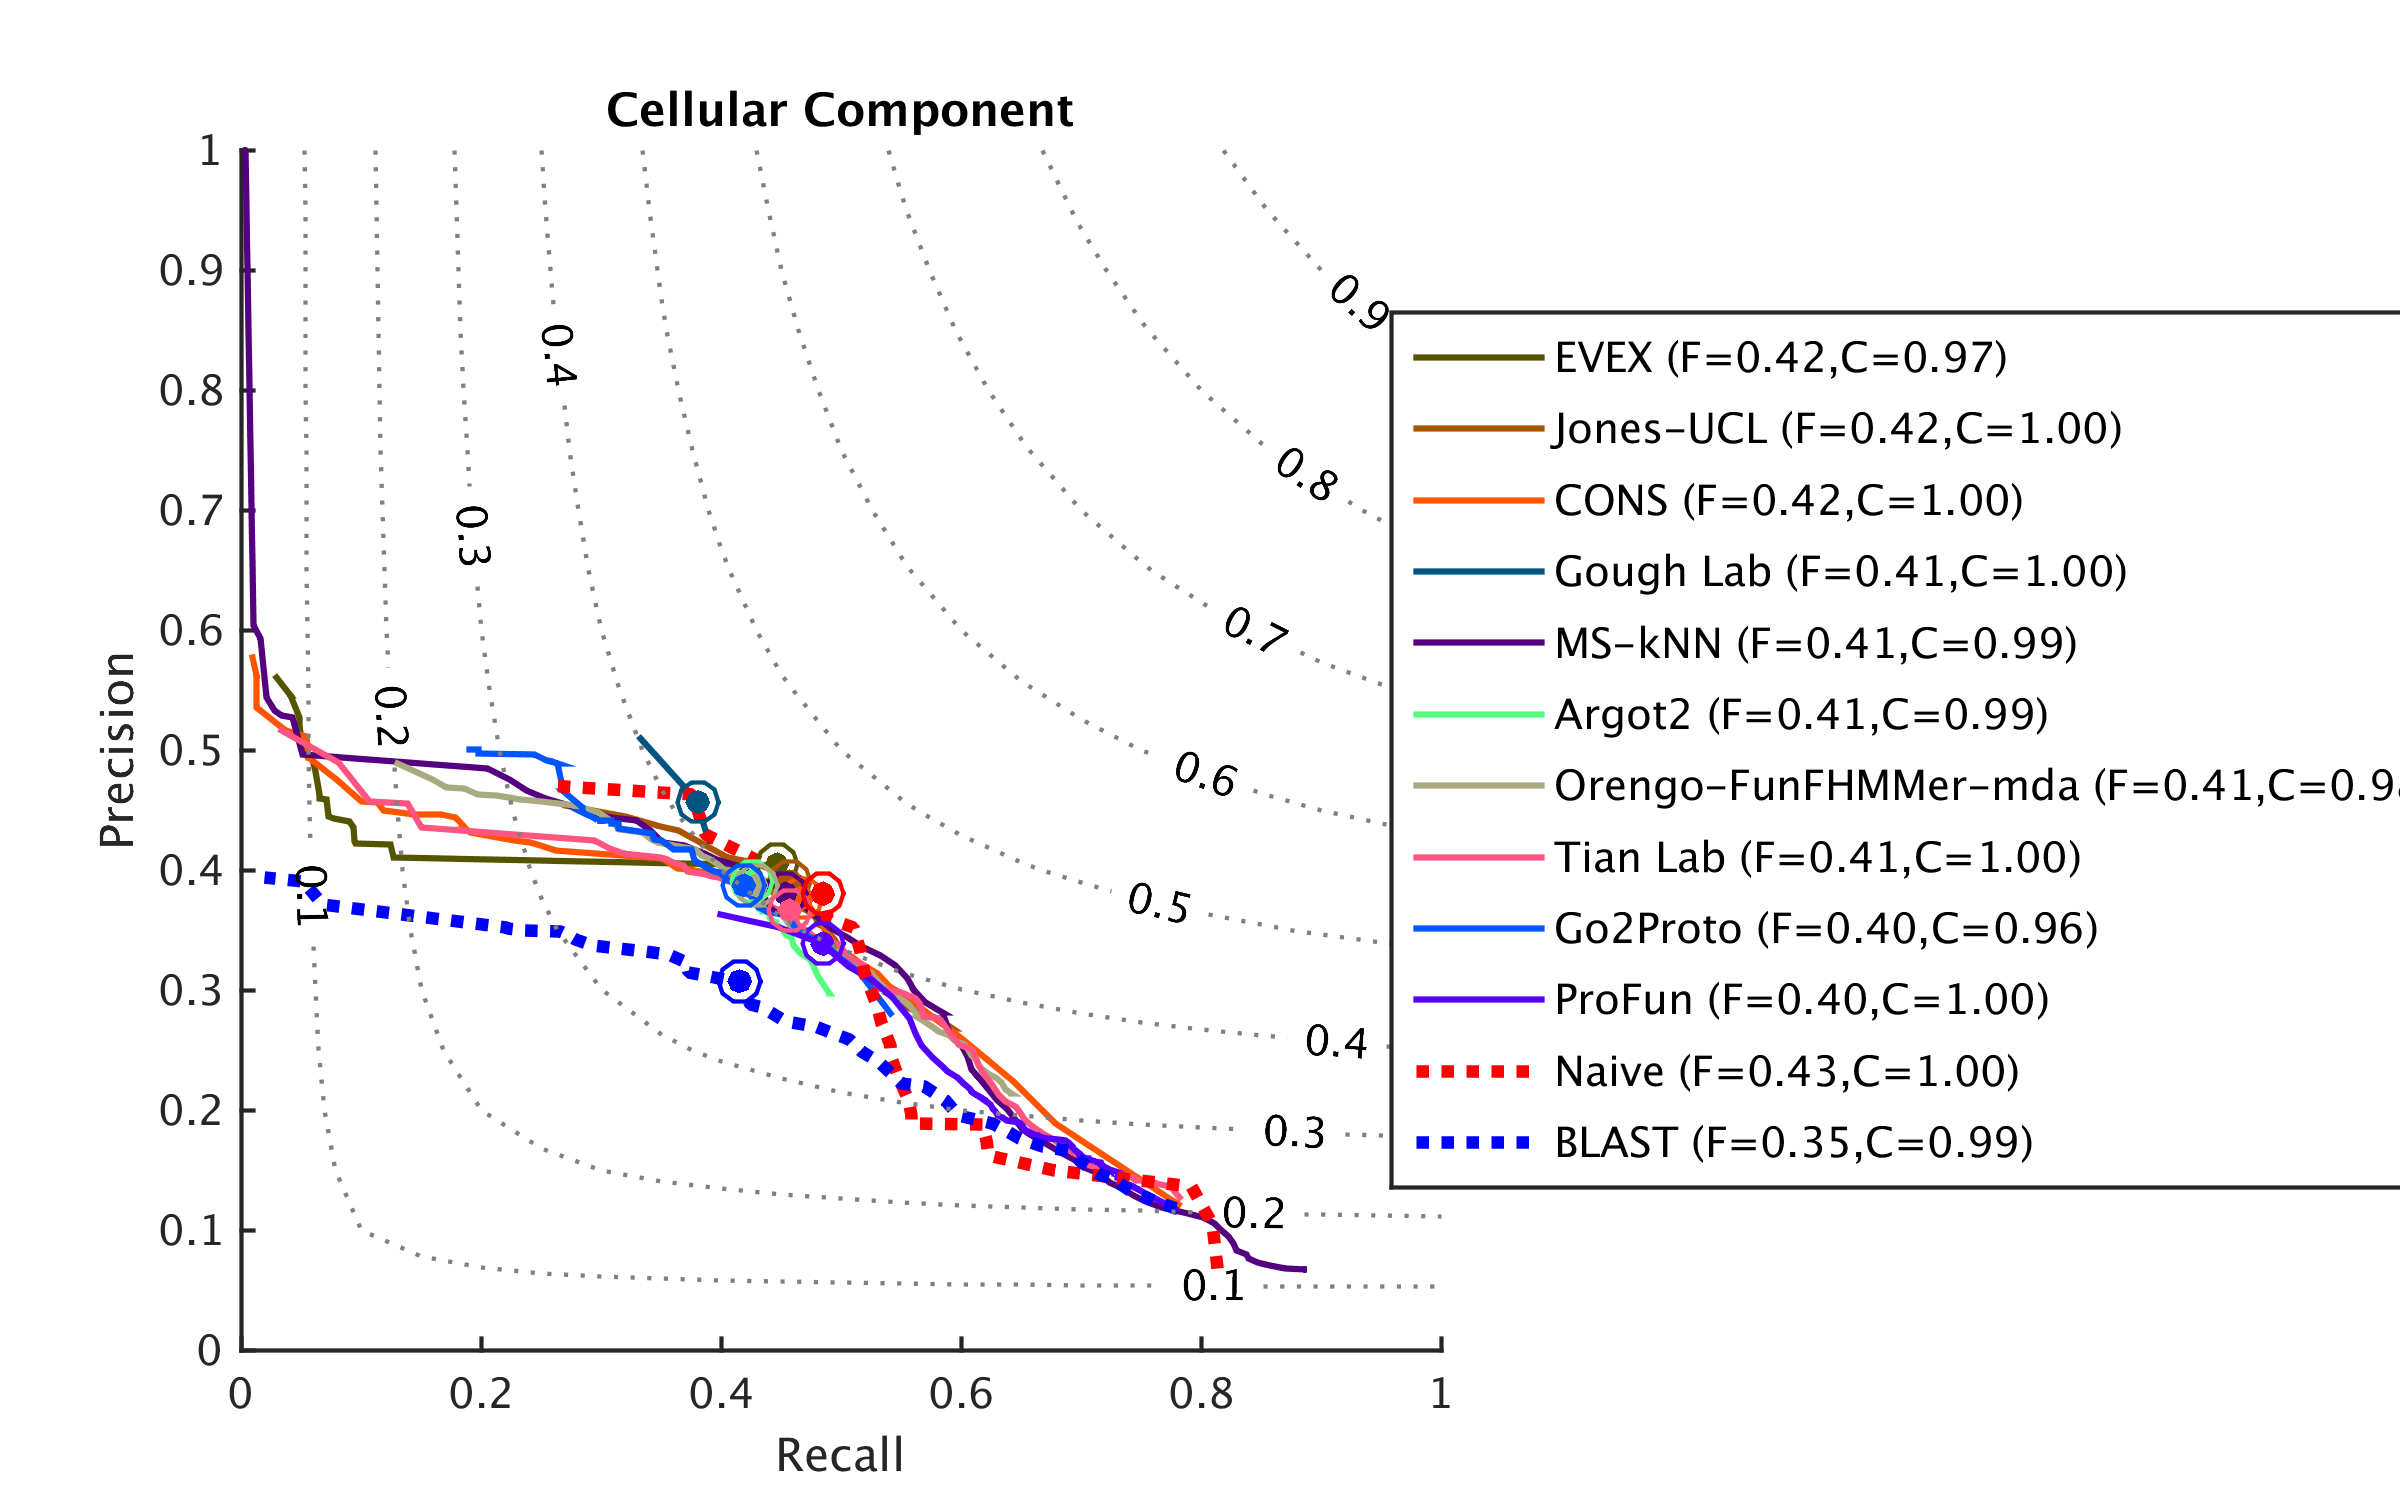 Cellular Component
1
0.9
0.8
0.7
0.6
0.5
0.4
0.3
0.2
0.1
0
Precision
0
0.2
0.4
0.6
0.8
1
Recall
0.1
0.2
0.3
0.4
0.9
0.8
0.7
0.6
0.5
0.4
0.3
0.2
0.1
EVEX (F=0.42,C=0.97)
Jones-UCL (F=0.42,C=1.00)
CONS (F=0.42,C=1.00)
Gough Lab (F=0.41,C=1.00)
MS-kNN (F=0.41,C=0.99)
Argot2 (F=0.41,C=0.99)
Orengo-FunFHMMer-mda (F=0.41,C=0.9
Tian Lab (F=0.41,C=1.00)
Go2Proto (F=0.40,C=0.96)
ProFun (F=0.40,C=1.00)
Naive (F=0.43,C=1.00)
BLAST (F=0.35,C=0.99)